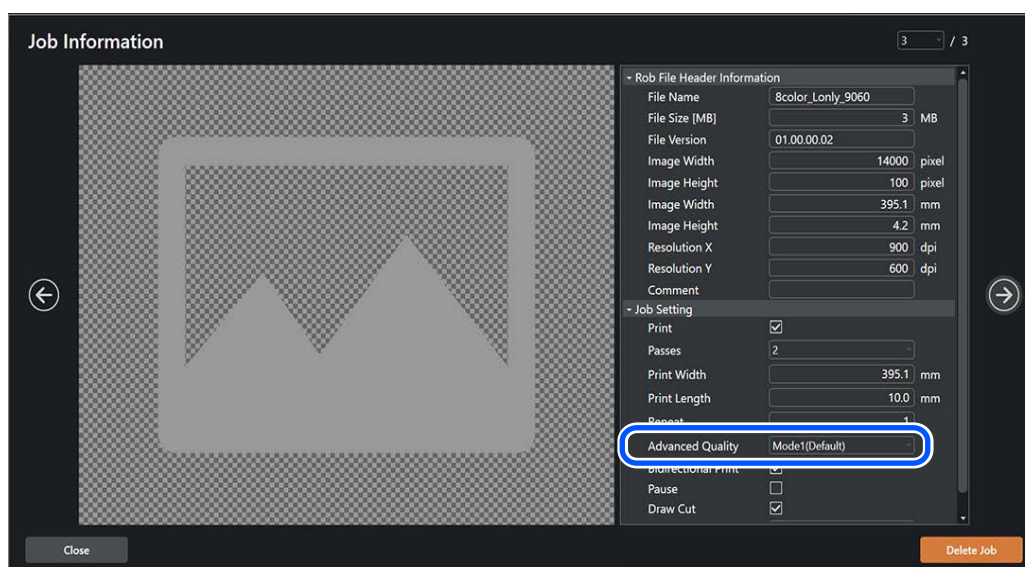 Job Information
3 / 3
Rob File Header Information
File Name 8color_Lonly_9060
File Size [MB] 3 MB
File Version 01.00.00.02
Image Width 14000 pixel
Image Height 100 pixel
Image Width 395.1 mm
Image Height 4.2 mm
Resolution X 900 dpi
Resolution Y 600 dpi
Comment
Job Setting
Print
Passes 2
Print Width 395.1 mm
Print Length 10.0 mm
Repeat 1
Advanced Quality Mode1(Default)
Bidirectional Print
Pause
Draw Cut
Close
Delete Job